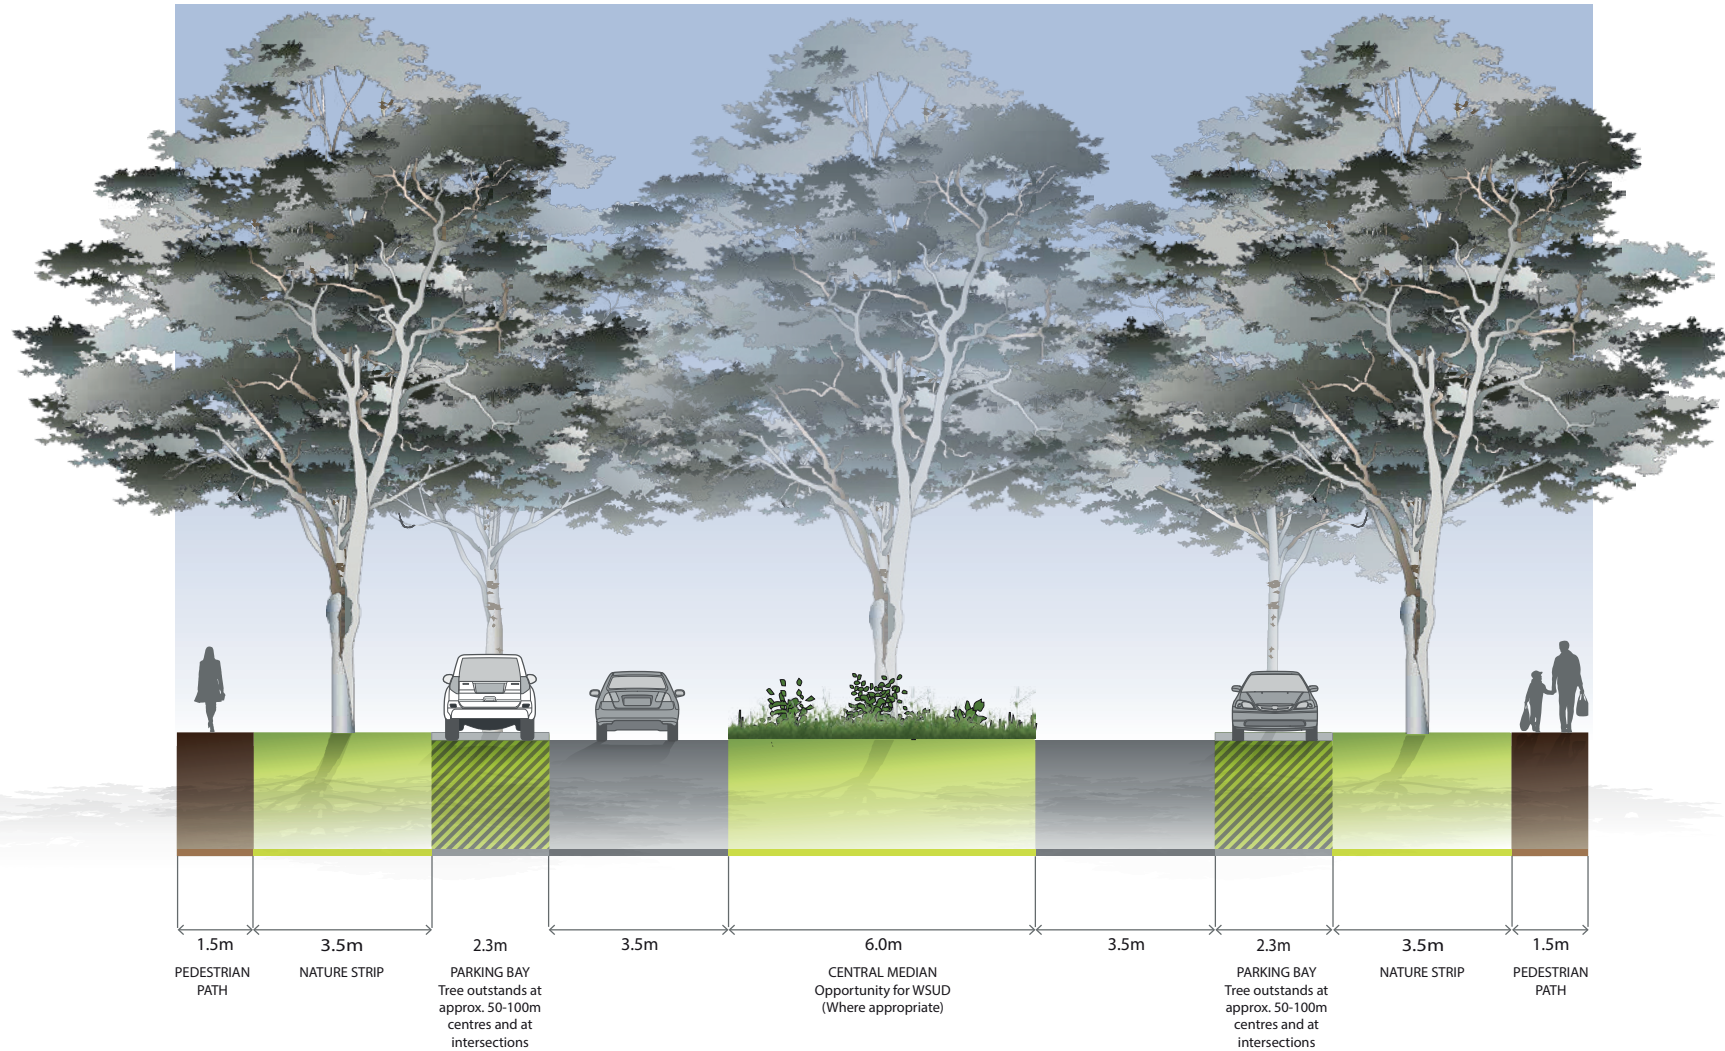 1.5m
3.5m
2.3m
3.5m
6.0m
3.5m
2.3m
3.5m
1.5m
PEDESTRIAN
PATH
NATURE STRIP
PARKING BAY
Tree outstands at
approx. 50-100m
centres and at
intersections
CENTRAL MEDIAN
Opportunity for WSUD
(Where appropriate)
PARKING BAY
Tree outstands at
approx. 50-100m
centres and at
intersections
NATURE STRIP
PEDESTRIAN
PATH